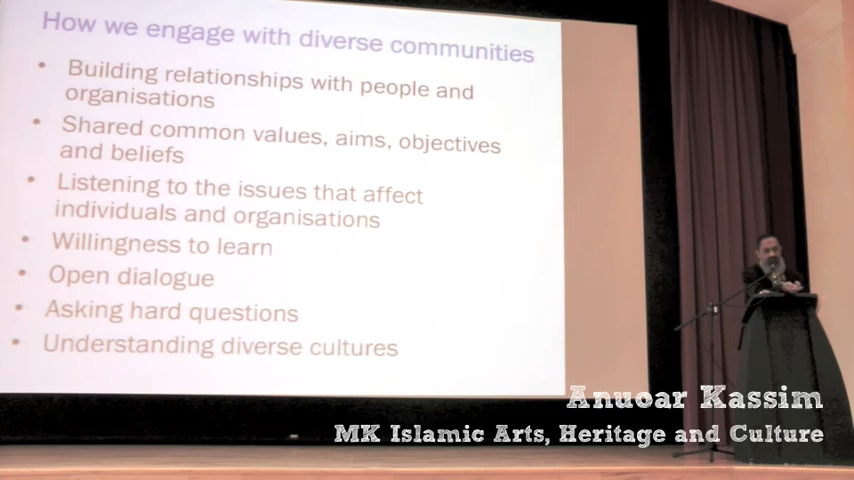 How we engage with diverse communities
• Building relationships with people and
organisations
• Shared common values, aims, objectives
and beliefs
• Listening to the issues that affect
individuals and organisations
• Willingness to learn
• Open dialogue
• Asking hard questions
• Understanding diverse cultures
Anuoar Kassim
MK Islamic Arts, Heritage and Culture